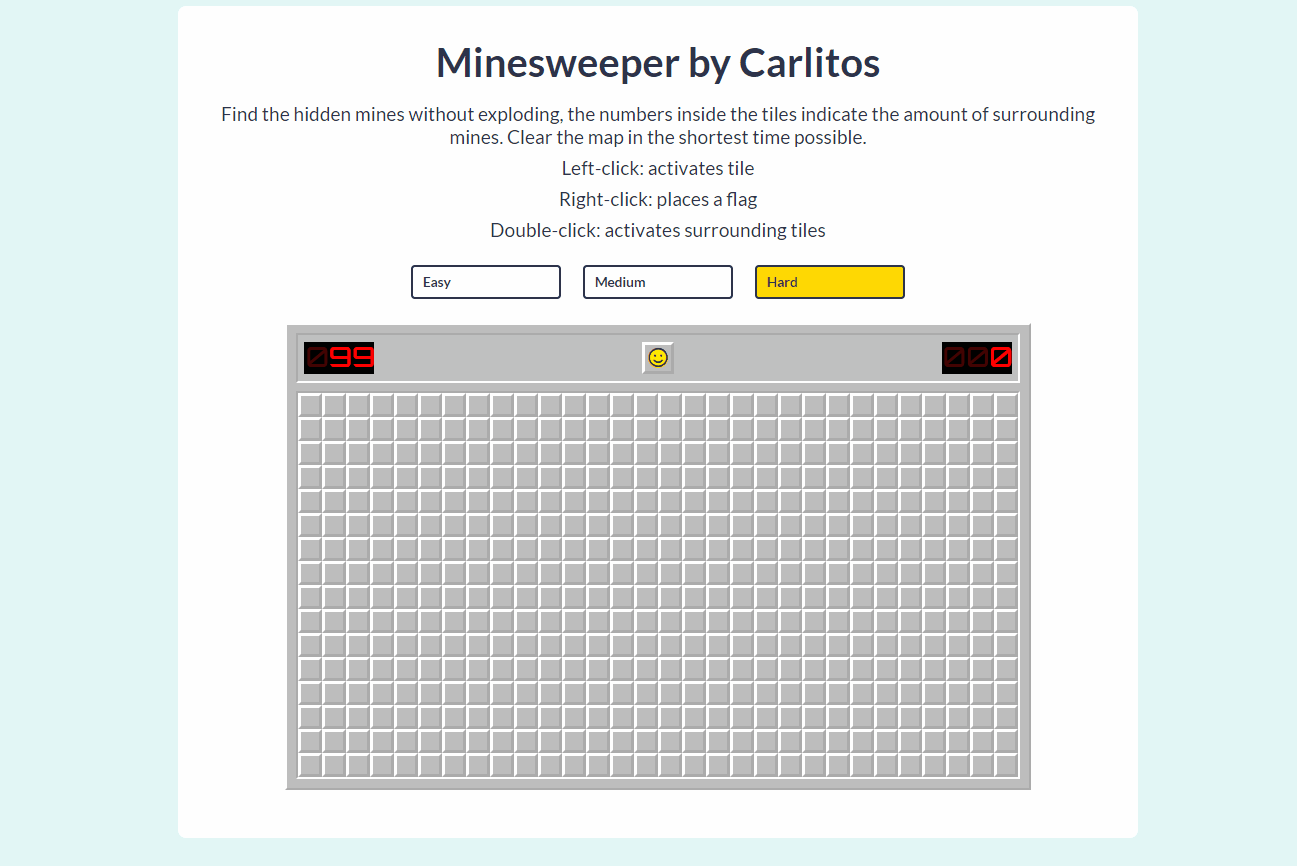 Minesweeper by Carlitos
Find the hidden mines without exploding, the numbers inside the tiles indicate the amount of surrounding
mines. Clear the map in the shortest time possible.
Left-click: activates tile
Right-click: places a flag
Double-click: activates surrounding tiles
Easy Medium Hard
099 000